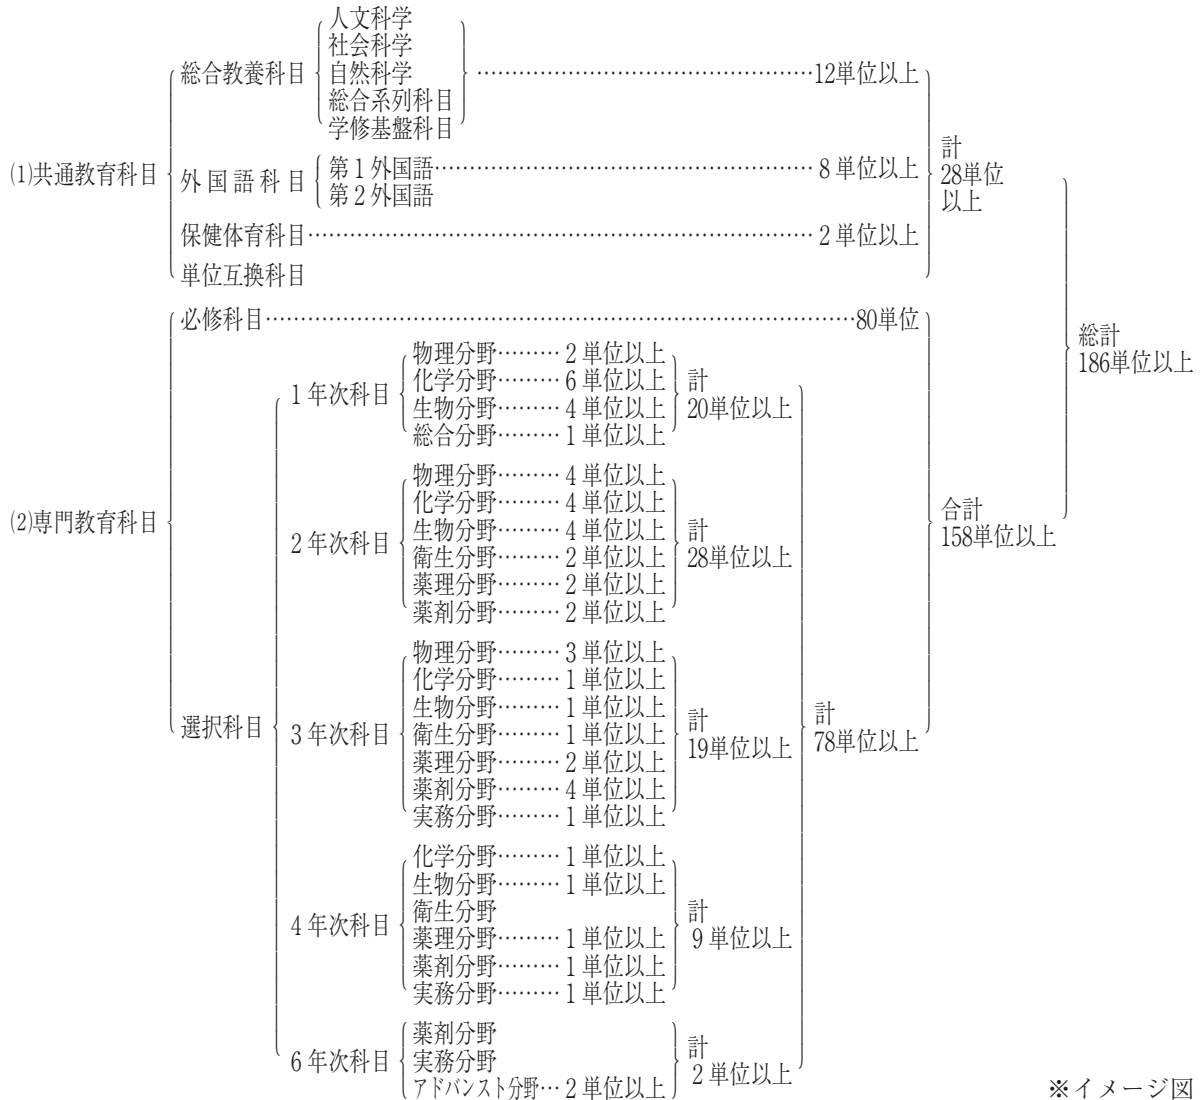 (1)共通教育科目
総合教養科目
人文科学
社会科学
自然科学
総合系列科目
学修基盤科目
12単位以上
外国語科目
第1外国語
第2外国語
8単位以上
保健体育科目
2単位以上
単位互換科目
計
28単位
以上
(2)専門教育科目
必修科目
80単位
選択科目
1年次科目
物理分野………2単位以上
化学分野………6単位以上
生物分野………4単位以上
総合分野………1単位以上
計
20単位以上
2年次科目
物理分野………4単位以上
化学分野………4単位以上
生物分野………4単位以上
衛生分野………2単位以上
薬理分野………2単位以上
薬剤分野………2単位以上
計
28単位以上
3年次科目
物理分野………3単位以上
化学分野………1単位以上
生物分野………1単位以上
衛生分野………1単位以上
薬理分野………2単位以上
薬剤分野………4単位以上
実務分野………1単位以上
計
19単位以上
4年次科目
化学分野………1単位以上
生物分野………1単位以上
衛生分野
薬理分野………1単位以上
薬剤分野………1単位以上
実務分野………1単位以上
計
9単位以上
6年次科目
薬剤分野
実務分野
アドバンスト分野…2単位以上
計
2単位以上
計
78単位以上
合計
158単位以上
総計
186単位以上
※イメージ図